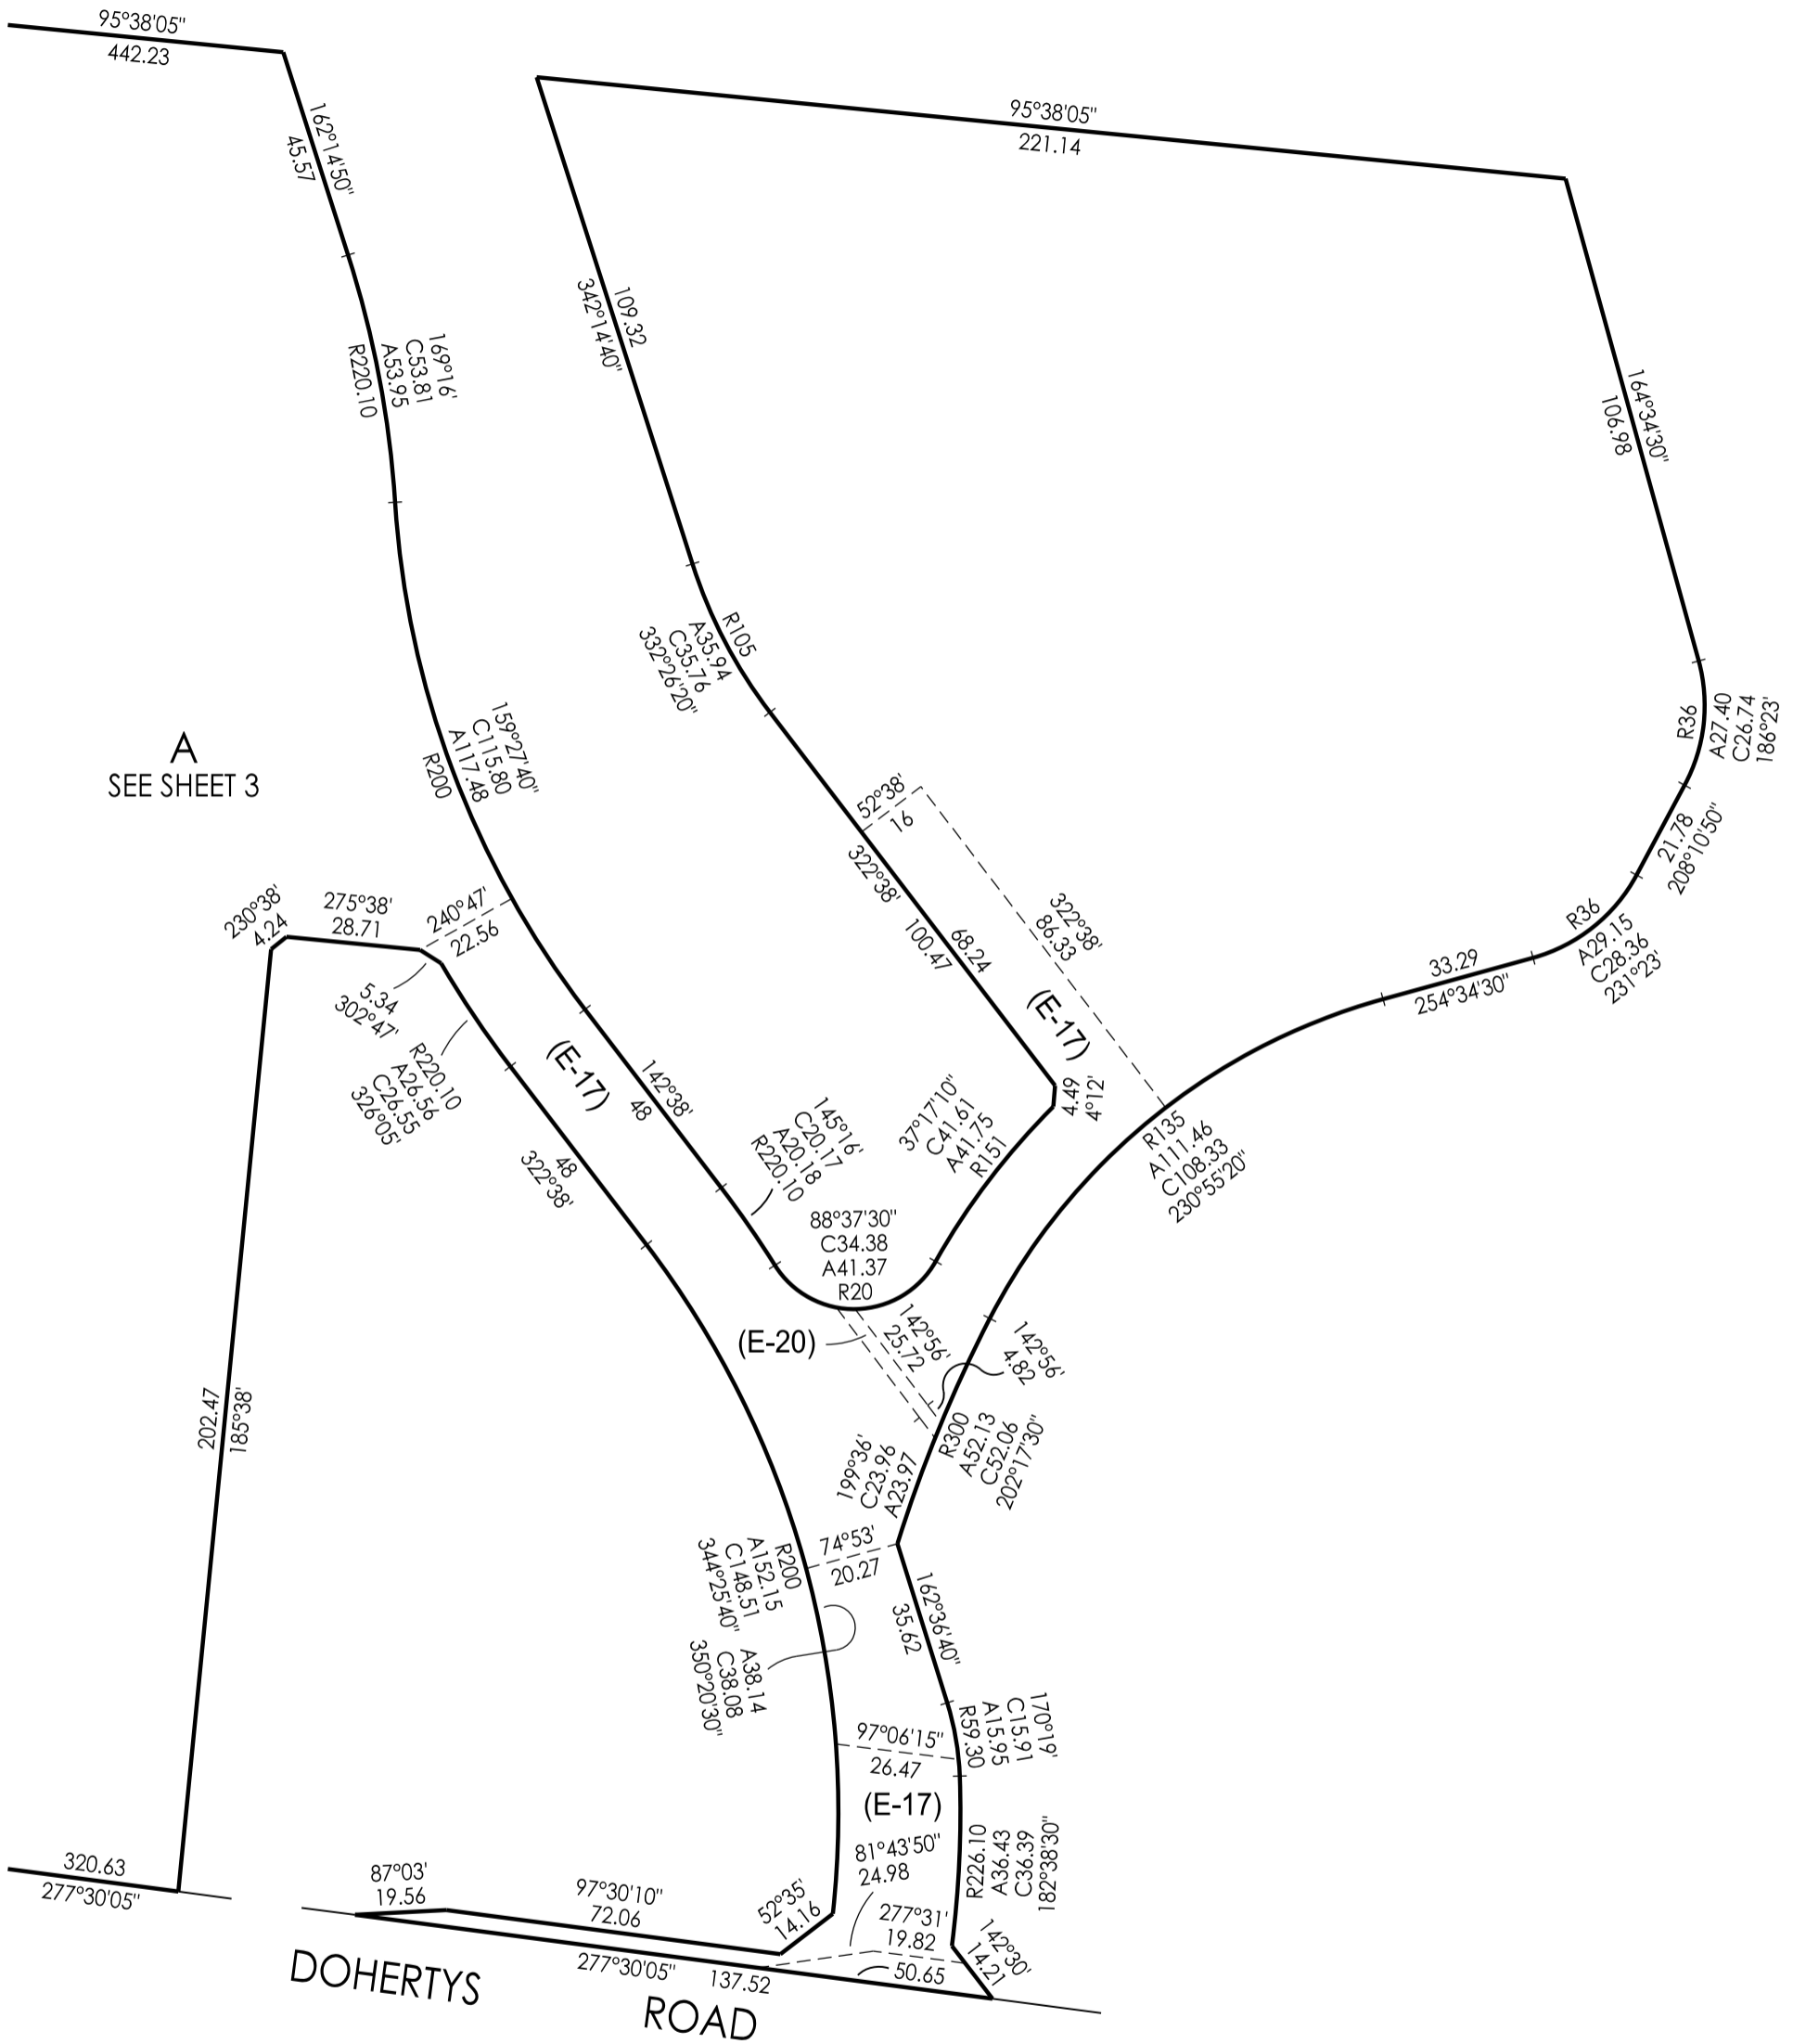 95°38'05"
442.23
162°14'50"
45.57
95°38'05"
221.14
109.32
342°14'40"
169°16'
C53.81
A53.95
R220.10
164°34'30"
106.98
R105
A35.94
C35.76
332°26'20"
R36
A27.40
C26.74
186°23'
A
SEE SHEET 3
159°27'40"
C115.80
A117.48
R200
52°38'
16
21.78
208°10'50"
230°38'
4.24
275°38'
28.71
240°47'
22.56
322°38'
100.47
68.24
322°38'
86.33
R36
A29.15
C28.36
231°23'
33.29
254°34'30"
5.34
302°47'
R220.10
A26.56
C26.55
326°05'
(E-17)
(E-17)
142°38'
48
4.49
4°12'
37°17'10"
C41.61
A41.75
R151
145°16'
C20.17
A20.18
R220.10
R135
A111.46
C108.33
230°55'20"
48
322°38'
88°37'30"
C34.38
A41.37
R20
(E-20)
142°56'
25.72
142°56'
4.82
202.47
185°38'
R300
A52.13
C52.06
202°17'30"
199°36'
C23.96
A23.97
R200
A152.15
C148.51
344°25'40"
74°53'
20.27
162°36'40"
35.62
A38.14
C38.08
350°20'30"
170°19'
C15.91
A15.95
R59.30
97°06'15"
26.47
(E-17)
81°43'50"
24.98
R226.10
A36.43
C36.39
182°38'30"
320.63
277°30'05"
87°03'
19.56
97°30'10"
72.06
52°35'
14.16
277°31'
19.82
142°30'
14.21
50.65
277°30'05"
137.52
DOHERTYS
ROAD